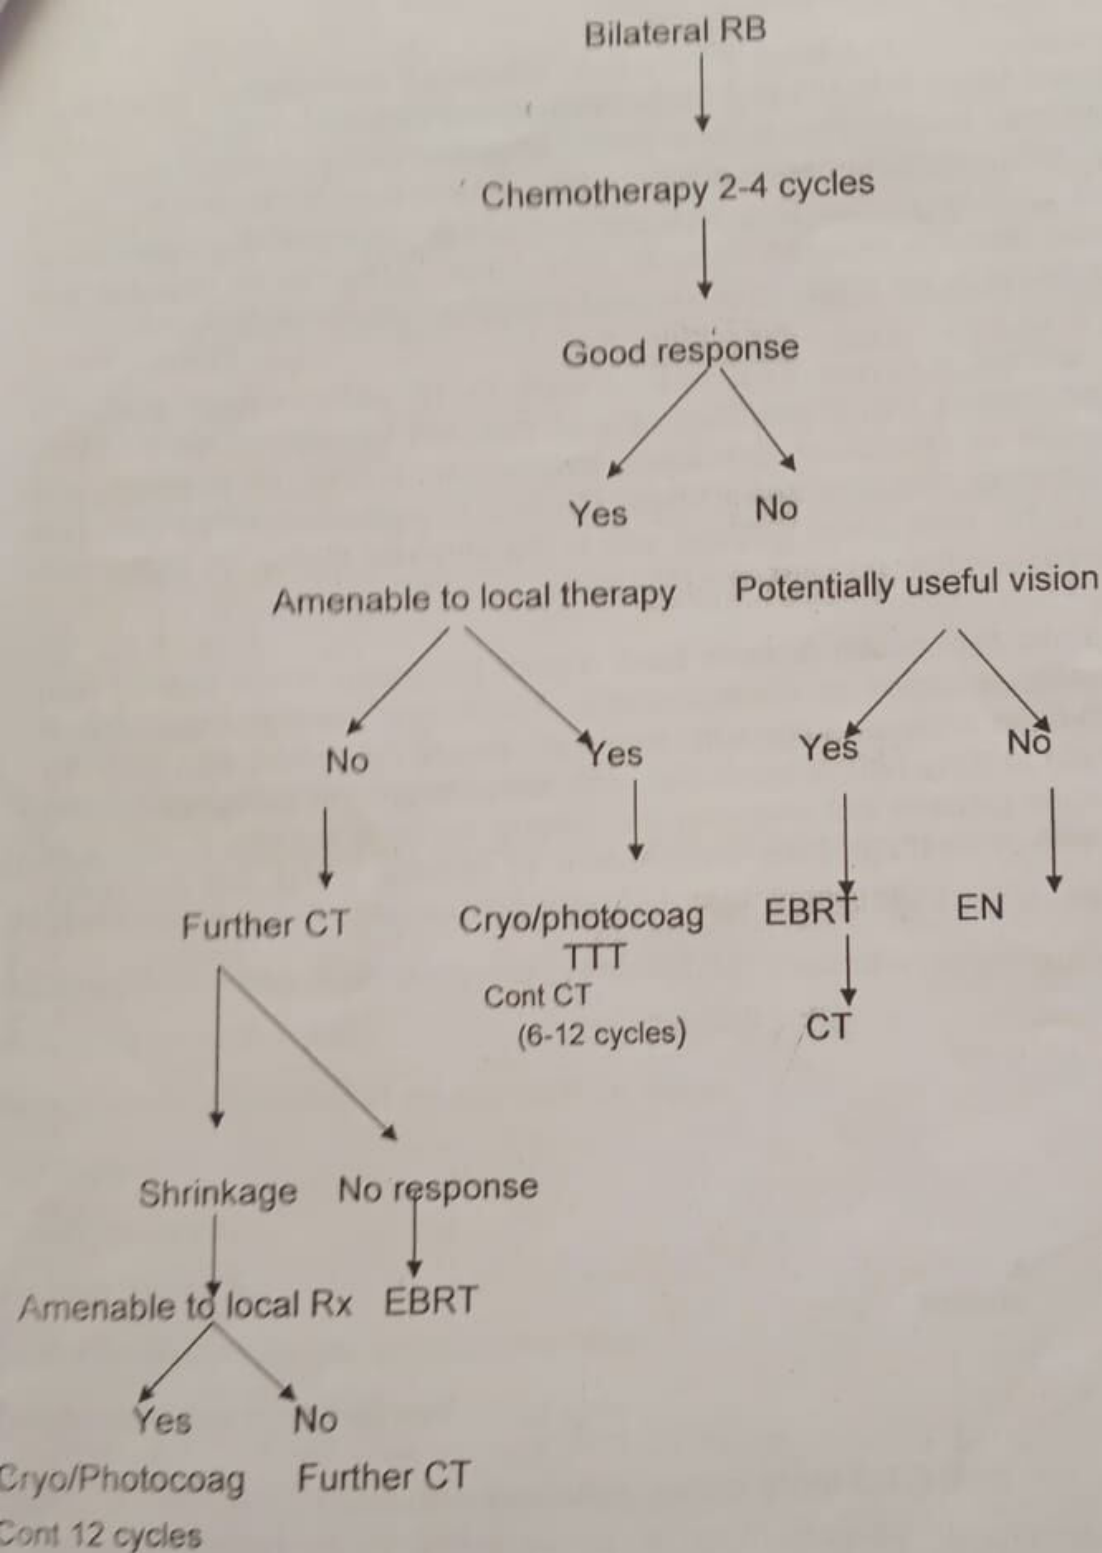 Bilateral RB
Chemotherapy 2-4 cycles
Good response
Yes No
Amenable to local therapy Potentially useful vision
No Yes Yes No
Further CT Cryo/photocoag EBRT EN
TTT
Cont CT
(6-12 cycles) CT
Shrinkage No response
Amenable to local Rx EBRT
Yes No
Cryo/Photocoag Further CT
Cont 12 cycles